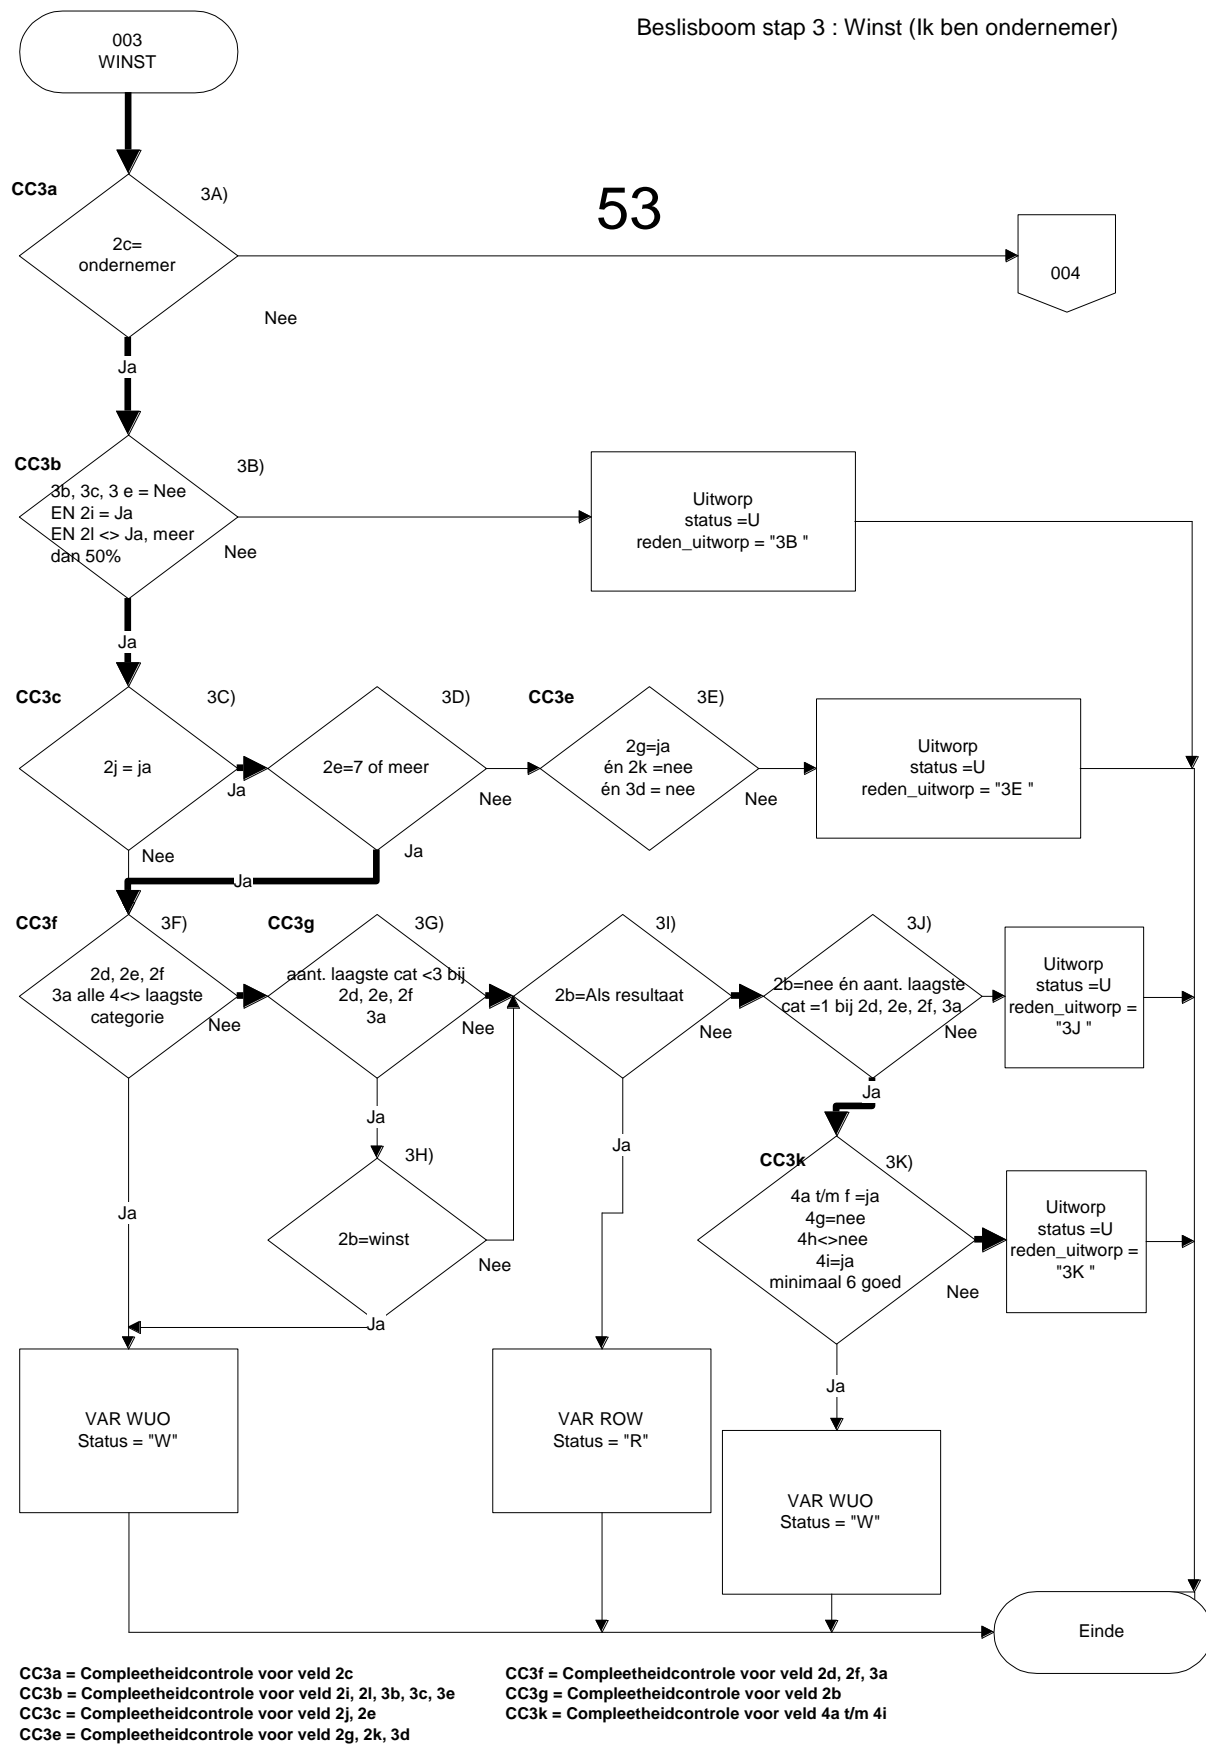 Beslisboom stap 3 : Winst (Ik ben ondernemer)
003
WINST
CC3a
3A)
53
2c=
ondernemer
004
Nee
Ja
CC3b
3B)
3b, 3c, 3 e = Nee
EN 2i = Ja
EN 2l <> Ja, meer
dan 50%
Nee
Uitworp
status =U
reden_uitworp = "3B "
Ja
CC3c
3C)
2j = ja
Ja
Nee
3D)
2e=7 of meer
Nee
Ja
Ja
CC3e
3E)
2g=ja
én 2k =nee
én 3d = nee
Nee
Uitworp
status =U
reden_uitworp = "3E "
CC3f
3F)
2d, 2e, 2f
3a alle 4<> laagste
categorie
Nee
Ja
CC3g
3G)
aant. laagste cat <3 bij
2d, 2e, 2f
3a
Nee
Ja
3H)
2b=winst
Nee
Ja
3I)
2b=Als resultaat
Nee
Ja
3J)
2b=nee én aant. laagste
cat =1 bij 2d, 2e, 2f, 3a
Nee
Ja
Uitworp
status =U
reden_uitworp =
"3J "
CC3k
3K)
4a t/m f =ja
4g=nee
4h<>nee
4i=ja
minimaal 6 goed
Nee
Ja
Uitworp
status =U
reden_uitworp =
"3K "
VAR WUO
Status = "W"
VAR ROW
Status = "R"
VAR WUO
Status = "W"
Einde
CC3a = Compleetheidcontrole voor veld 2c
CC3b = Compleetheidcontrole voor veld 2i, 2l, 3b, 3c, 3e
CC3c = Compleetheidcontrole voor veld 2j, 2e
CC3e = Compleetheidcontrole voor veld 2g, 2k, 3d
CC3f = Compleetheidcontrole voor veld 2d, 2f, 3a
CC3g = Compleetheidcontrole voor veld 2b
CC3k = Compleetheidcontrole voor veld 4a t/m 4i